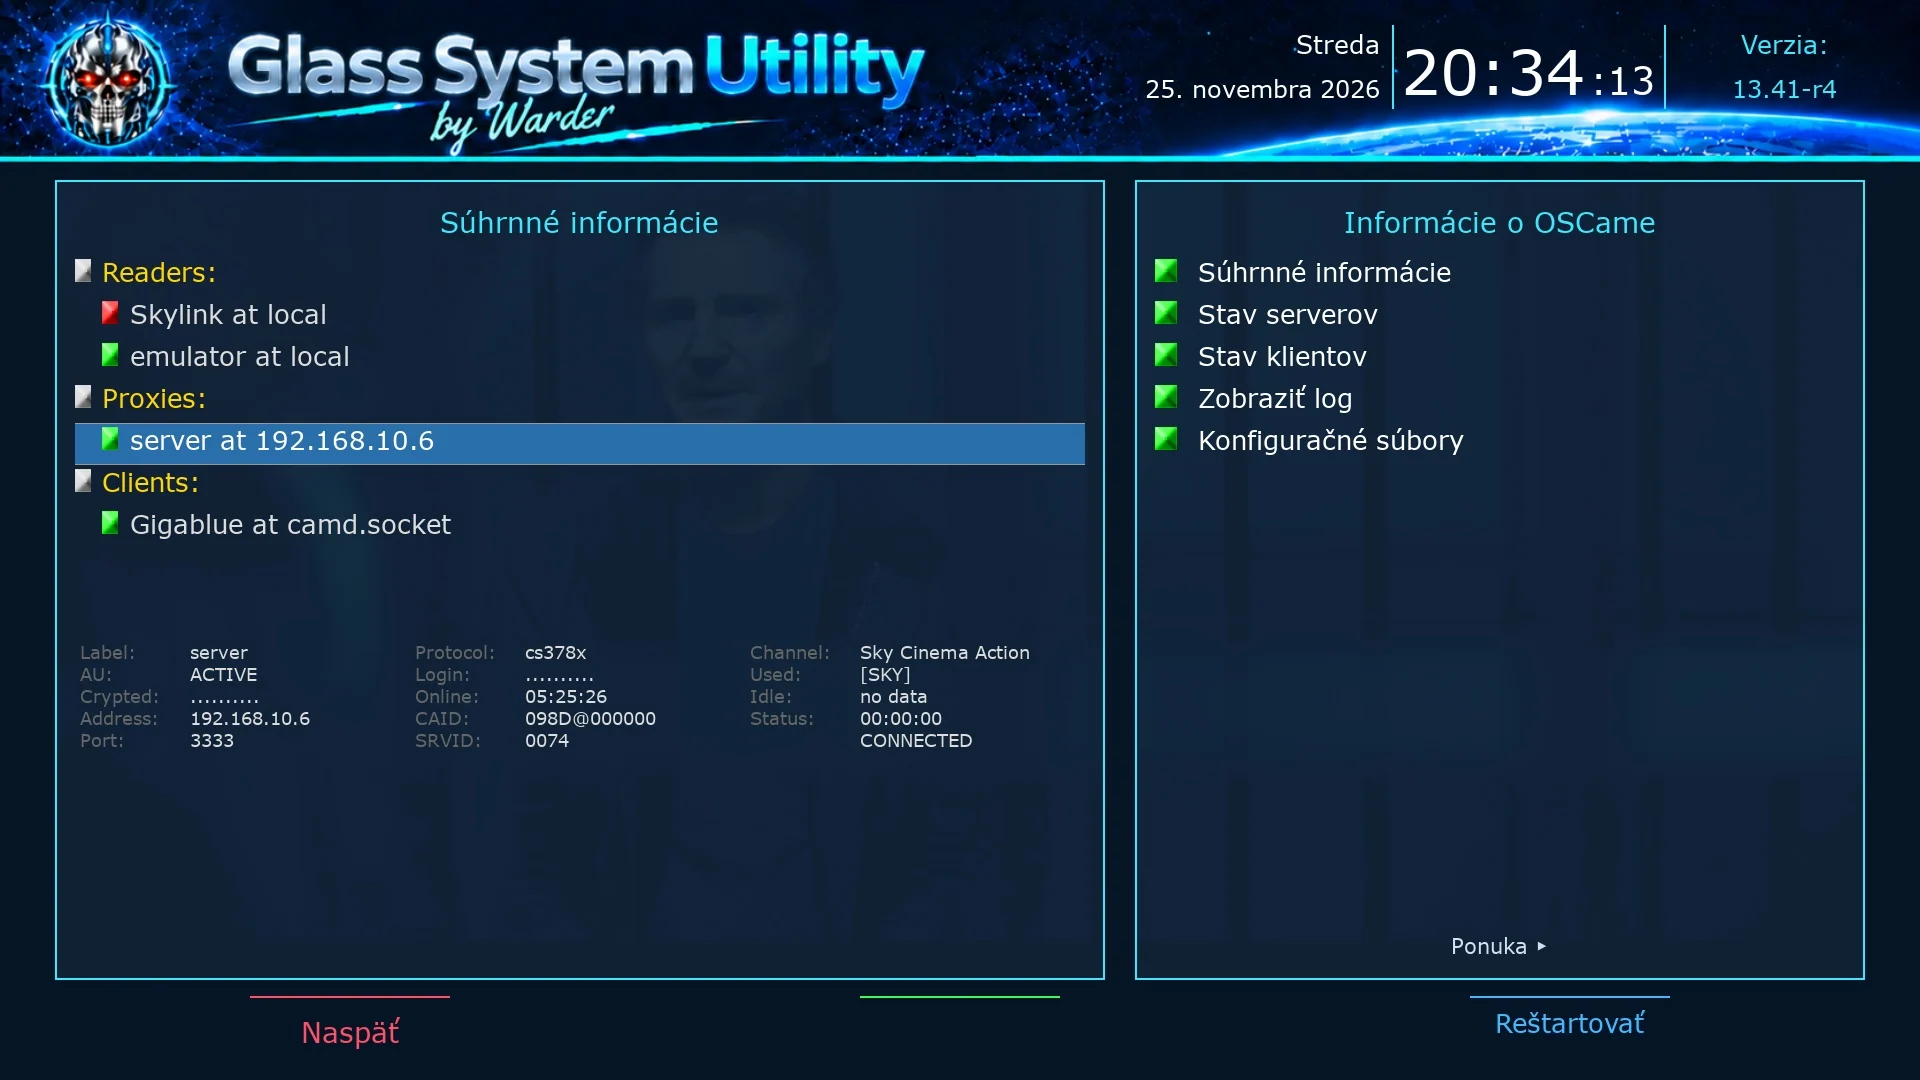 Glass System Utility
by Warder
Streda
25. novembra 2026
20:34:13
Verzia:
13.41-r4
Súhrnné informácie
Readers:
Skylink at local
emulator at local
Proxies:
server at 192.168.10.6
Clients:
Gigablue at camd.socket
Label: server Protocol: cs378x Channel: Sky Cinema Action
AU: ACTIVE Login: .......... Used: [SKY]
Crypted: .......... Online: 05:25:26 Idle: no data
Address: 192.168.10.6 CAID: 098D@000000 Status: 00:00:00
Port: 3333 SRVID: 0074 CONNECTED
Informácie o OSCame
Súhrnné informácie
Stav serverov
Stav klientov
Zobraziť log
Konfiguračné súbory
Ponuka ▸
Naspäť
Reštartovať